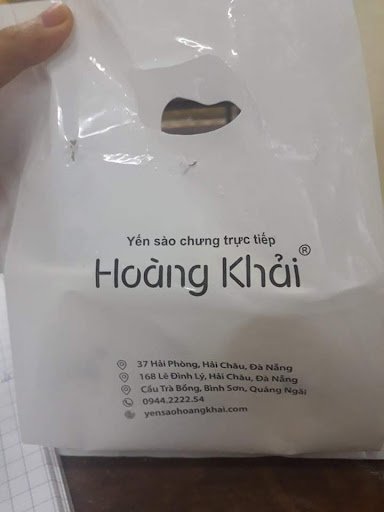 Yến sào chưng trực tiếp
Hoàng Khải®
37 Hải Phòng, Hải Châu, Đà Nẵng
168 Lê Đình Lý, Hải Châu, Đà Nẵng
Cầu Trà Bồng, Bình Sơn, Quảng Ngãi
0944.2222.54
yensaohoangkhai.com